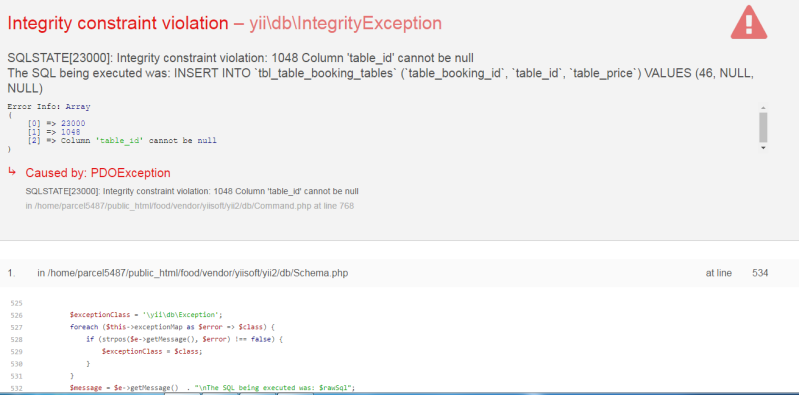 Integrity constraint violation – yii\db\IntegrityException
SQLSTATE[23000]: Integrity constraint violation: 1048 Column 'table_id' cannot be null
The SQL being executed was: INSERT INTO `tbl_table_booking_tables` (`table_booking_id`, `table_id`, `table_price`) VALUES (46, NULL,
NULL)
Error Info: Array
(
[0] => 23000
[1] => 1048
[2] => Column 'table_id' cannot be null
)
Caused by: PDOException
SQLSTATE[23000]: Integrity constraint violation: 1048 Column 'table_id' cannot be null
in /home/parcel5487/public_html/food/vendor/yiisoft/yii2/db/Command.php at line 768
1. in /home/parcel5487/public_html/food/vendor/yiisoft/yii2/db/Schema.php at line 534
525
526 $exceptionClass = '\yii\db\Exception';
527 foreach ($this->exceptionMap as $error => $class) {
528 if (strpos($e->getMessage(), $error) !== false) {
529 $exceptionClass = $class;
530 }
531 }
532 $message = $e->getMessage() . "\nThe SQL being executed was: $rawSql";